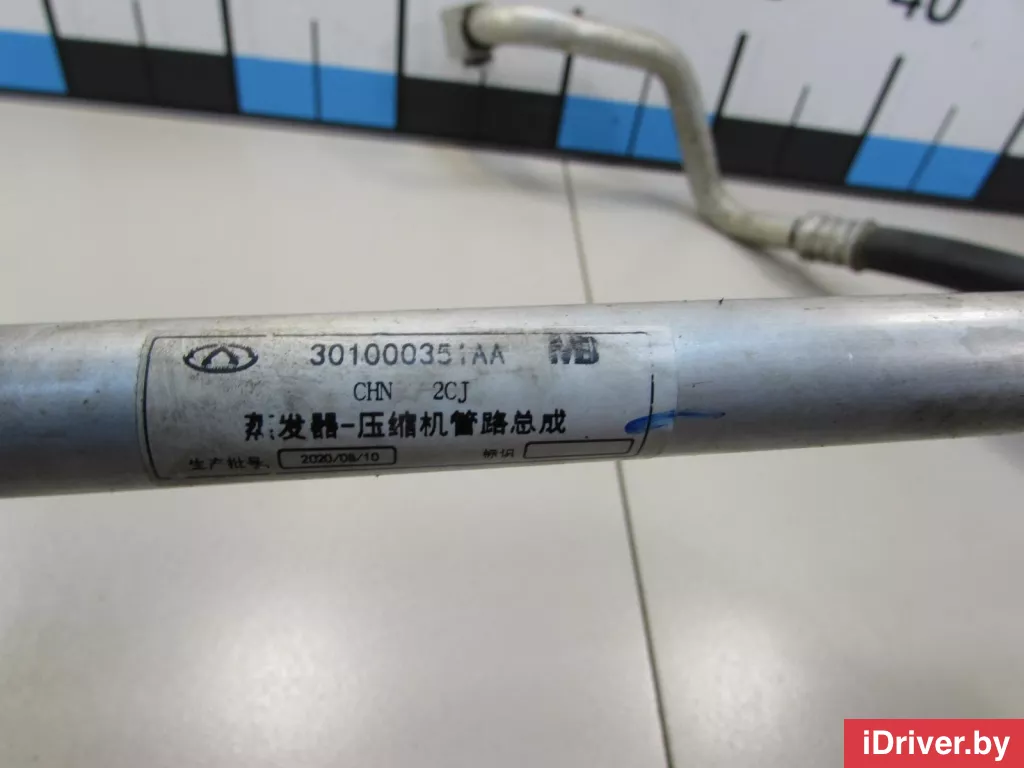 40
301000351AA MB
CHN 2CJ
蒸发器-压缩机管路总成
生产批号: 2020/08/10
iDriver.by